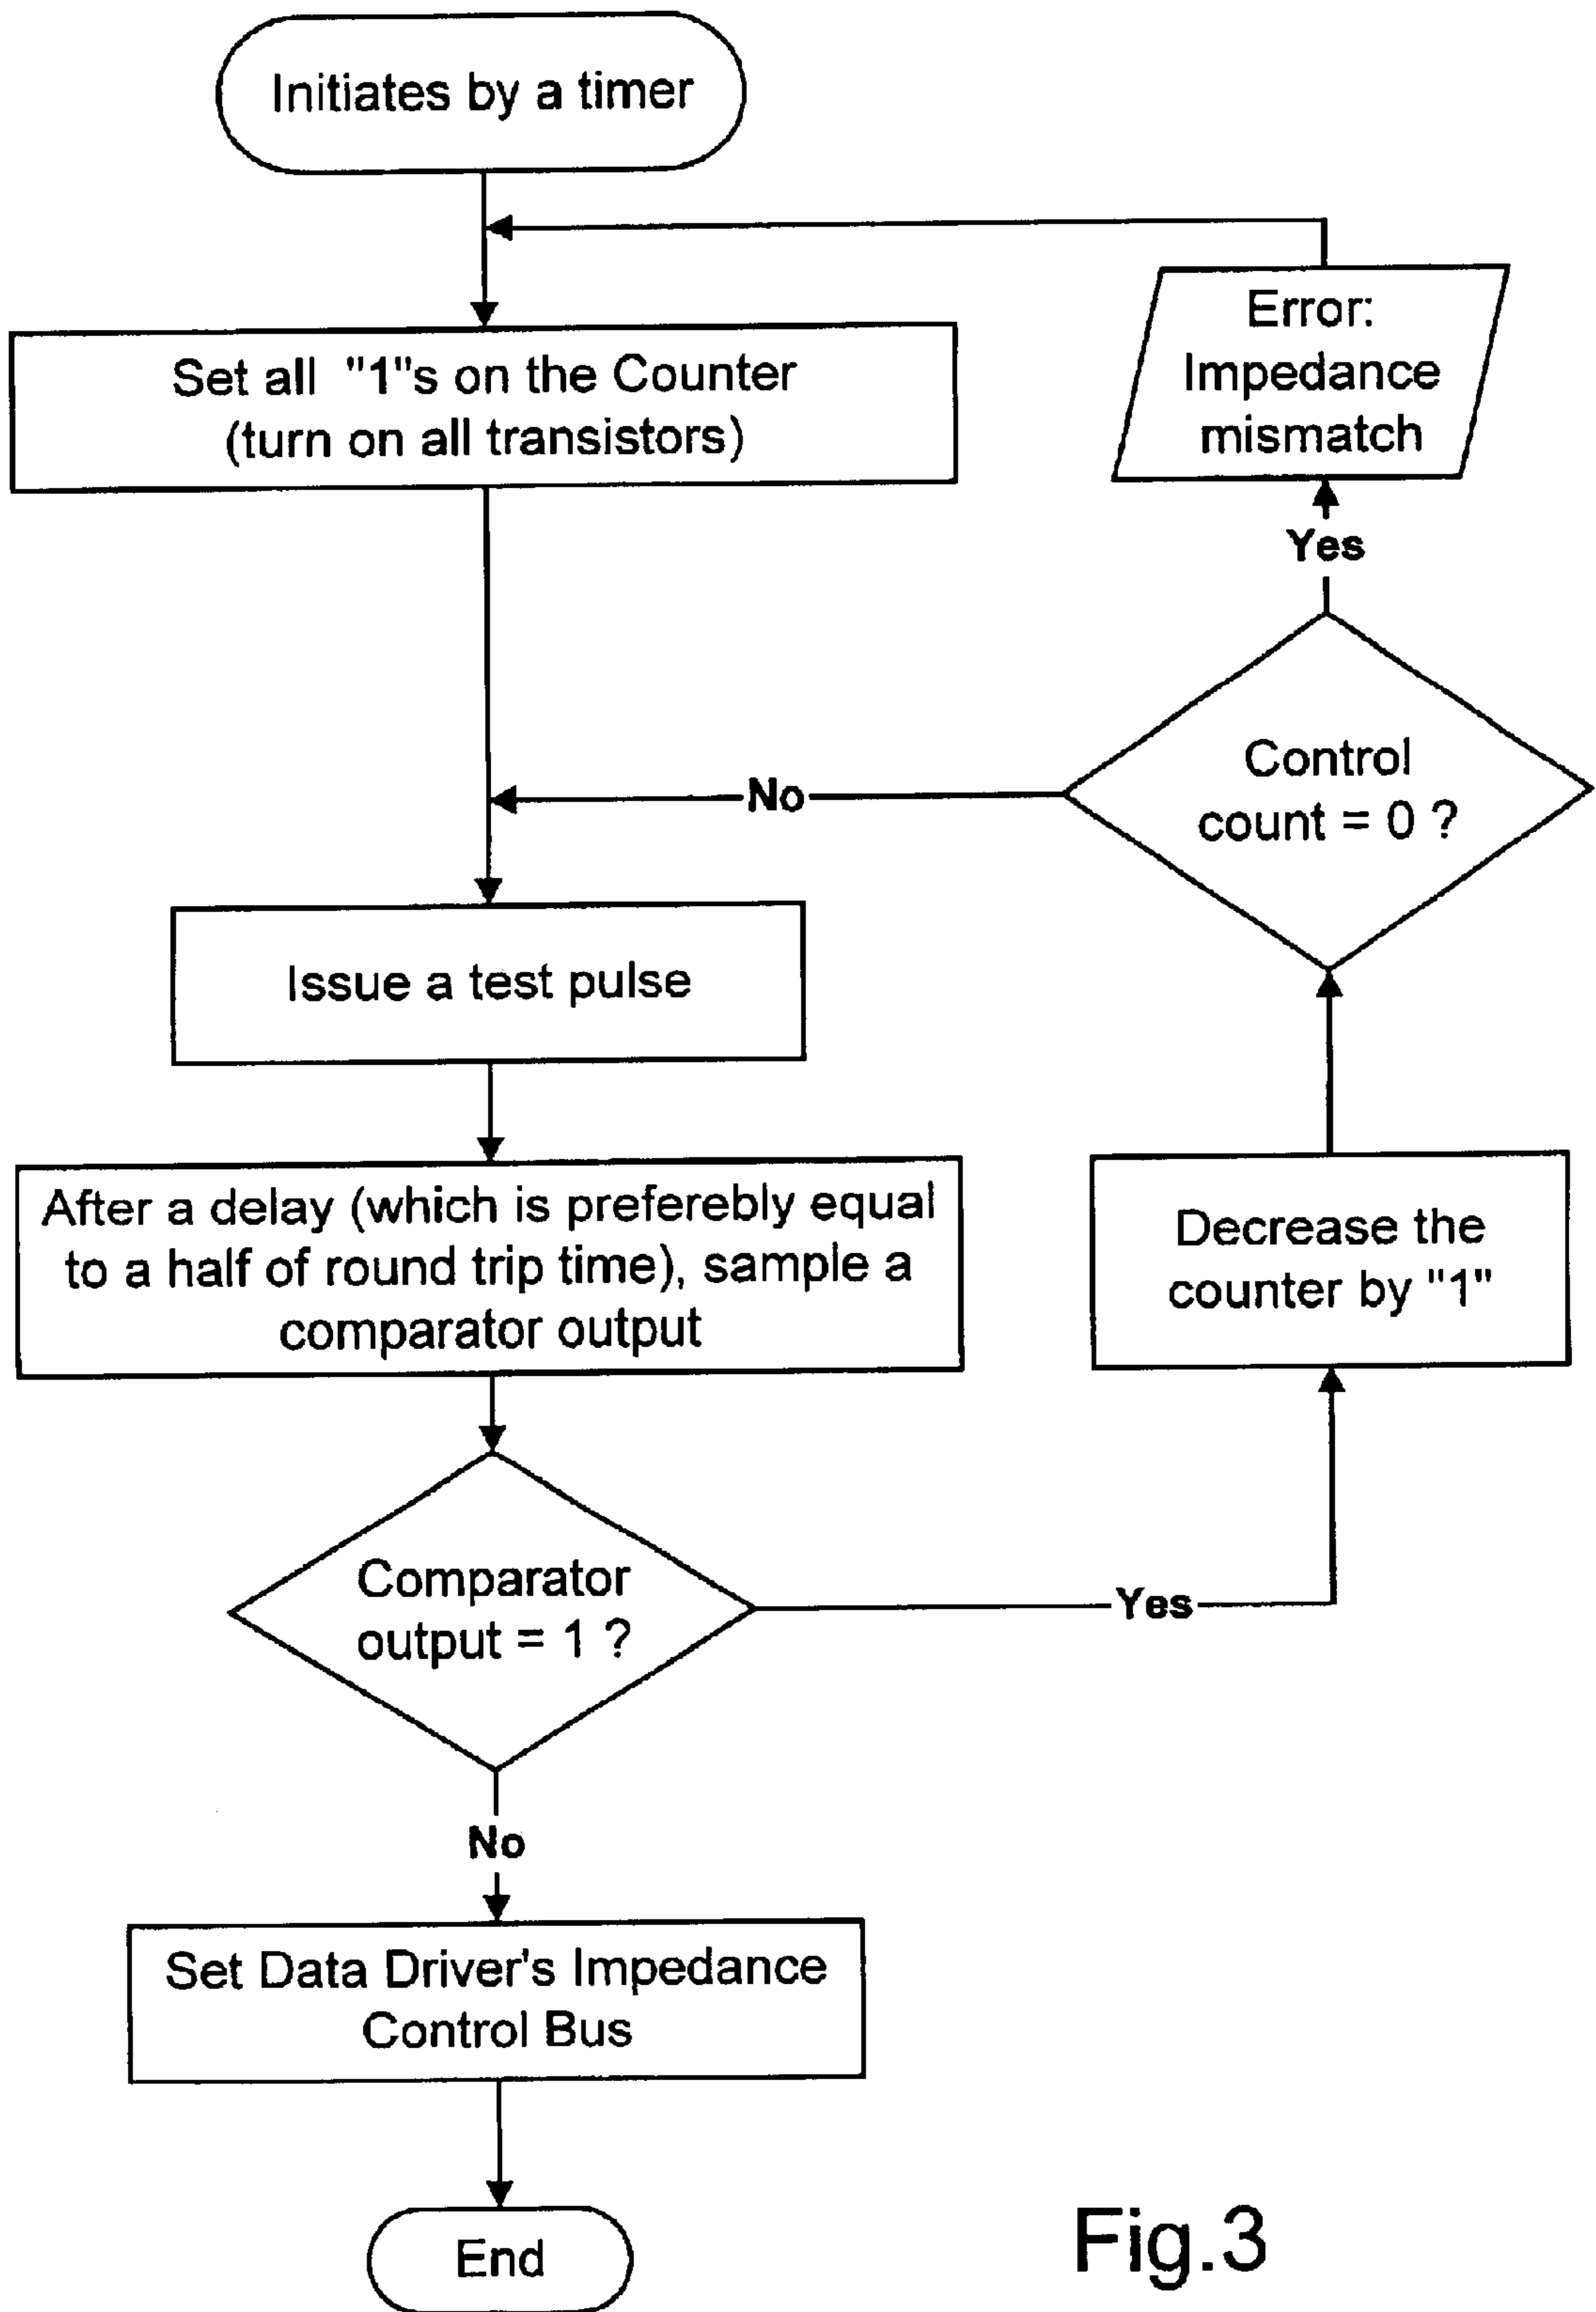 Initiates by a timer
Set all "1"s on the Counter
(turn on all transistors)
Error:
Impedance
mismatch
Yes
Control
count = 0 ?
No
Issue a test pulse
After a delay (which is preferebly equal
to a half of round trip time), sample a
comparator output
Decrease the
counter by "1"
Comparator
output = 1 ?
Yes
No
Set Data Driver's Impedance
Control Bus
End
Fig.3